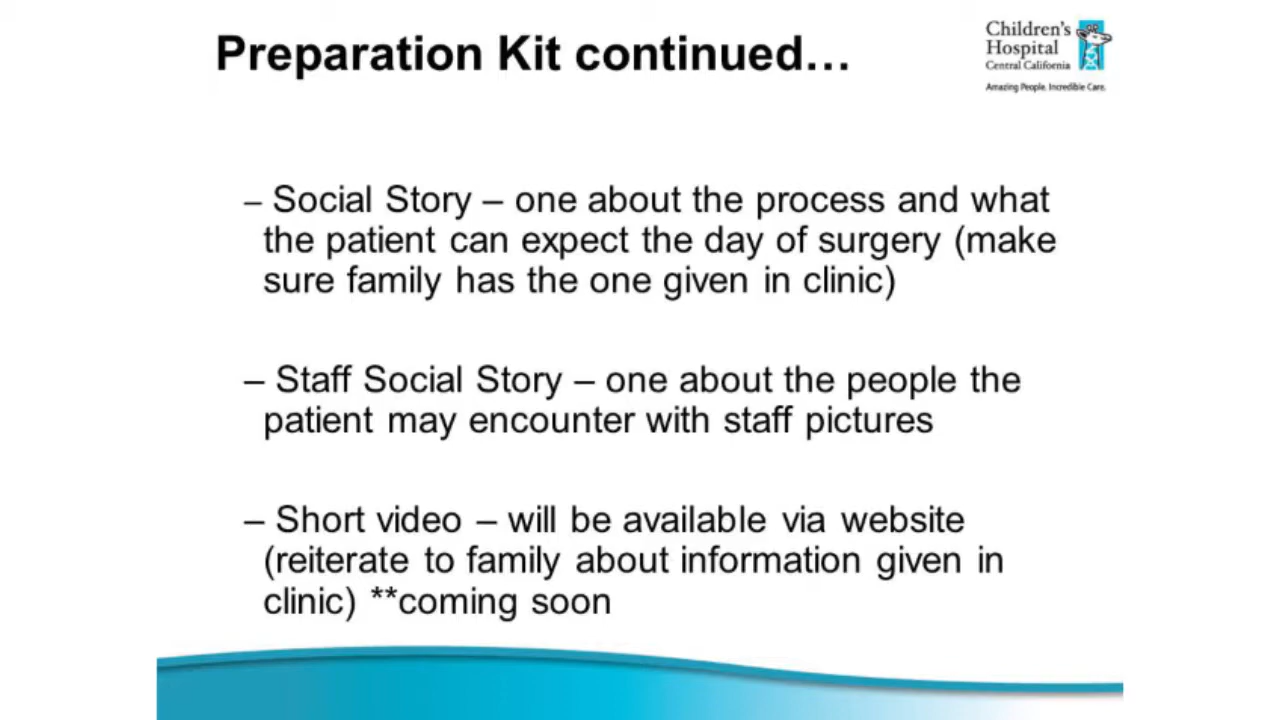 Preparation Kit continued…
Children's
Hospital
Central California
Amazing People. Incredible Care.
– Social Story – one about the process and what
the patient can expect the day of surgery (make
sure family has the one given in clinic)
– Staff Social Story – one about the people the
patient may encounter with staff pictures
– Short video – will be available via website
(reiterate to family about information given in
clinic) **coming soon